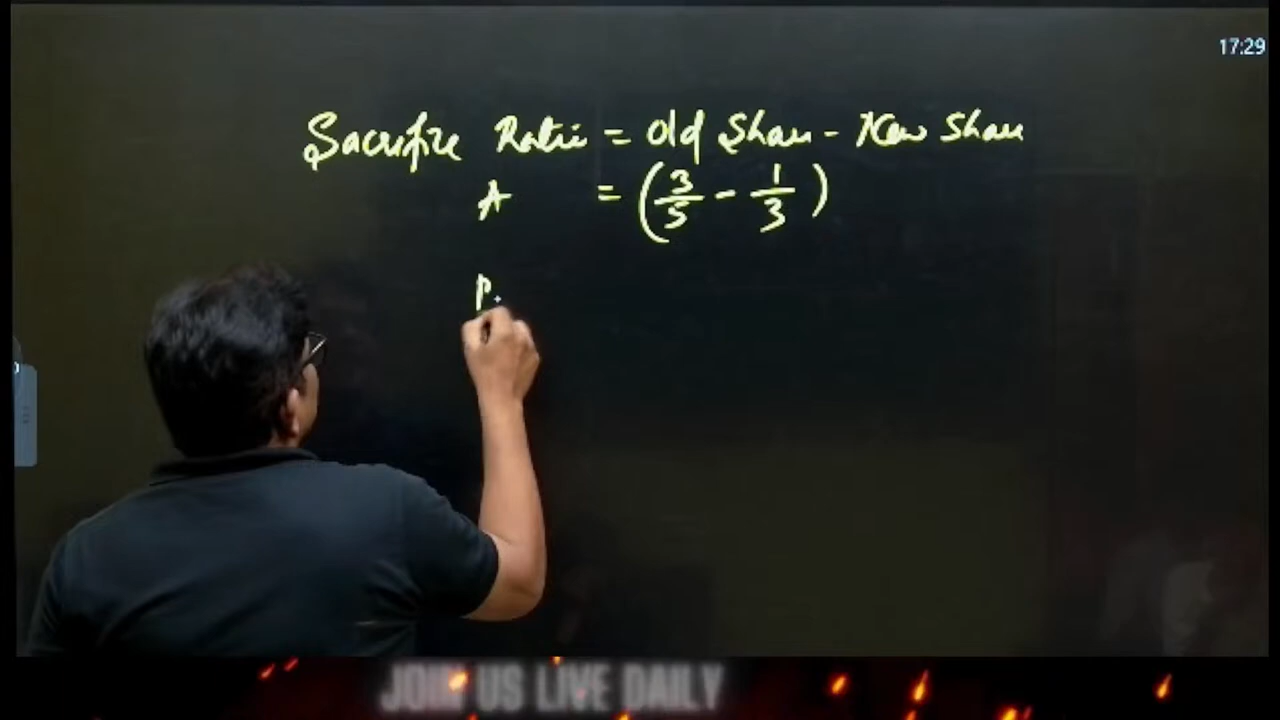 17:29
Sacrifice Ratio = Old Share - New Share
A = (3/5 - 1/3)
JOIN US LIVE DAILY